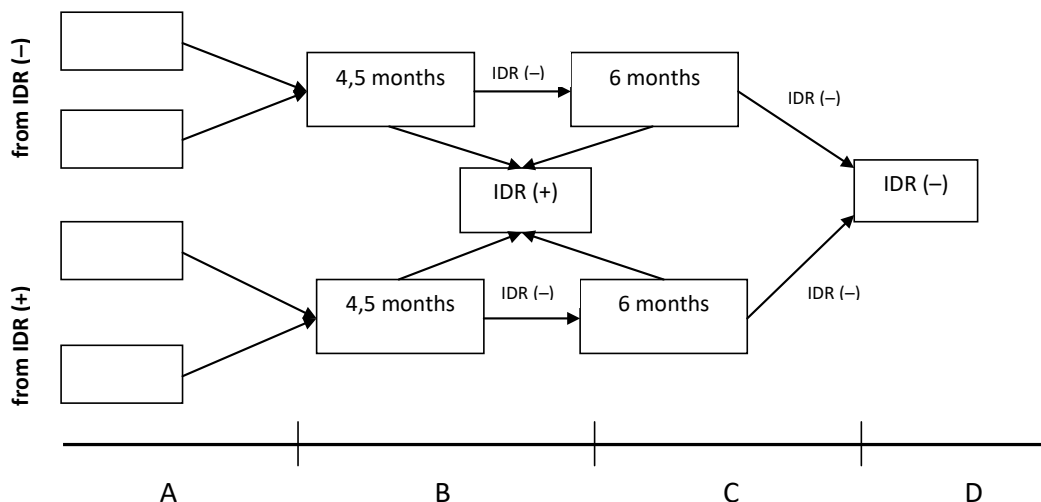 from IDR (–)
4,5 months
IDR (–)
6 months
IDR (–)
IDR (+)
IDR (–)
from IDR (+)
4,5 months
IDR (–)
6 months
IDR (–)
A
B
C
D